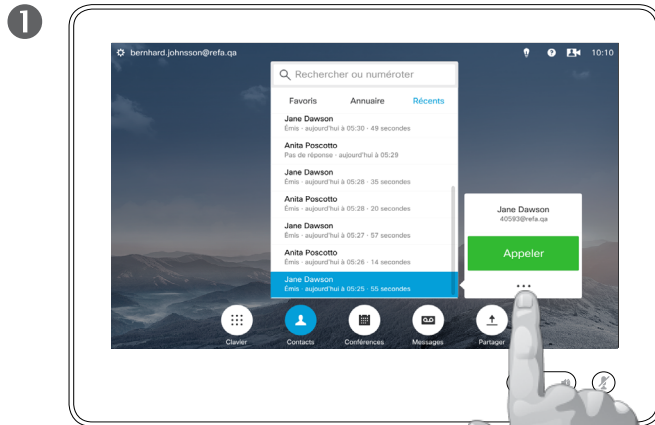 1
bernhard.johnsson@refa.qa
10:10
Rechercher ou numéroter
Favoris Annuaire Récents
Jane Dawson
Émis - aujourd'hui à 05:30 - 49 secondes
Anita Poscotto
Pas de réponse - aujourd'hui à 05:29
Jane Dawson
Émis - aujourd'hui à 05:28 - 35 secondes
Anita Poscotto
Émis - aujourd'hui à 05:28 - 20 secondes
Jane Dawson
Émis - aujourd'hui à 05:27 - 57 secondes
Anita Poscotto
Émis - aujourd'hui à 05:26 - 14 secondes
Jane Dawson
Émis - aujourd'hui à 05:25 - 55 secondes
Jane Dawson
40593@refa.qa
Appeler
...
Clavier Contacts Conférences Messages Partager